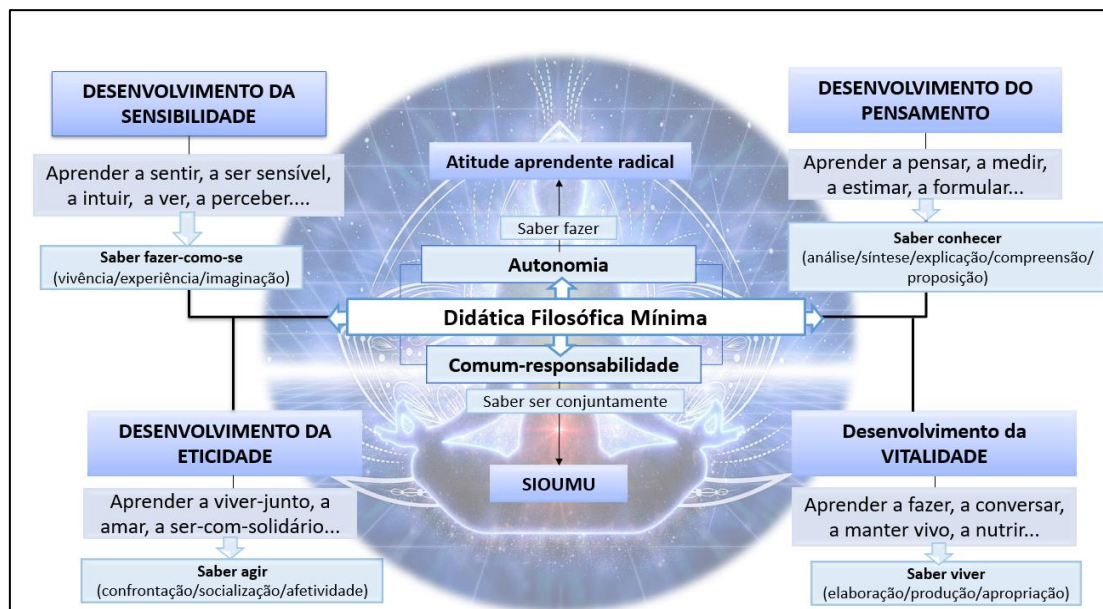 DESENVOLVIMENTO DA
SENSIBILIDADE
Aprender a sentir, a ser sensível,
a intuir, a ver, a perceber....
Saber fazer-como-se
(vivência/experiência/imaginação)
DESENVOLVIMENTO DO
PENSAMENTO
Aprender a pensar, a medir,
a estimar, a formular...
Saber conhecer
(análise/síntese/explicação/compreensão/
proposição)
Atitude aprendente radical
Saber fazer
Autonomia
Didática Filosófica Mínima
Comum-responsabilidade
Saber ser conjuntamente
SIOUMU
DESENVOLVIMENTO DA
ETICIDADE
Aprender a viver-junto, a
amar, a ser-com-solidário...
Saber agir
(confrontação/socialização/afetividade)
Desenvolvimento da
VITALIDADE
Aprender a fazer, a conversar,
a manter vivo, a nutrir...
Saber viver
(elaboração/produção/apropriação)